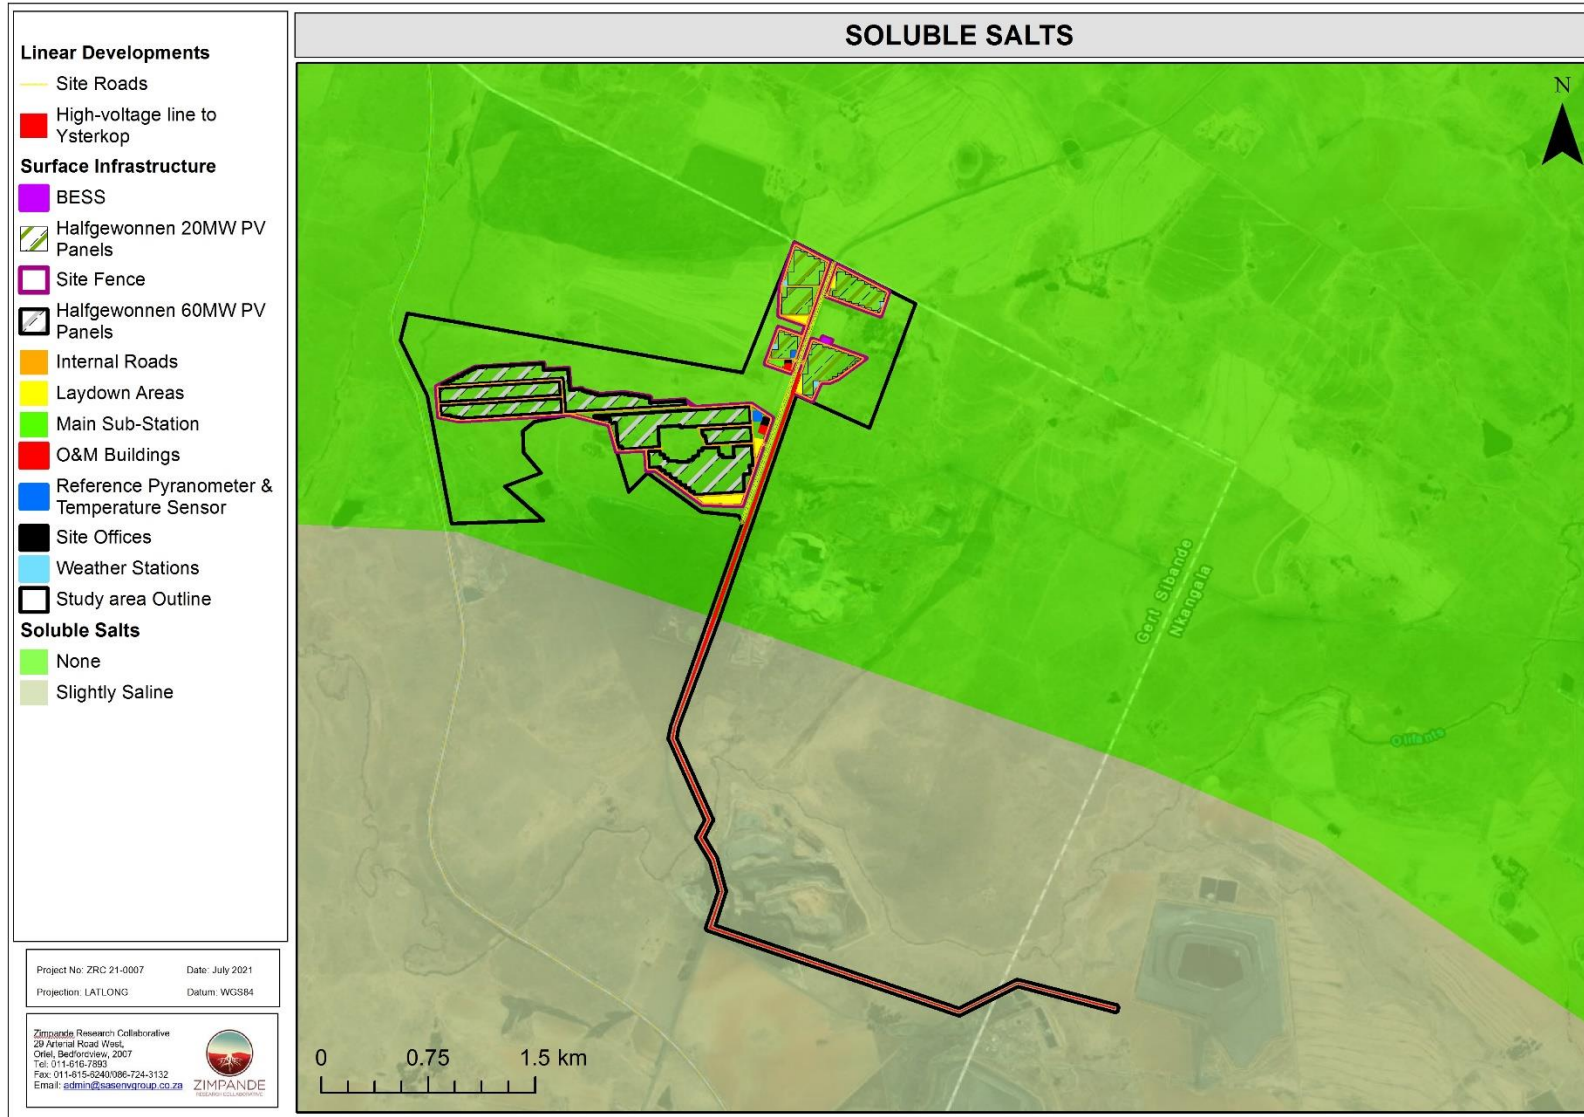 SOLUBLE SALTS
Linear Developments
Site Roads
High-voltage line to
Ysterkop
Surface Infrastructure
BESS
Halfgewonnen 20MW PV
Panels
Site Fence
Halfgewonnen 60MW PV
Panels
Internal Roads
Laydown Areas
Main Sub-Station
O&M Buildings
Reference Pyranometer &
Temperature Sensor
Site Offices
Weather Stations
Study area Outline
Soluble Salts
None
Slightly Saline
N
Gert Sibande
Nkangala
Olifants
0 0.75 1.5 km
Project No: ZRC 21-0007 Date: July 2021
Projection: LATLONG Datum: WGS84
Zimpande Research Collaborative
29 Arterial Road West,
Oriel, Bedfordview, 2007
Tel: 011-616-7893
Fax: 011-615-6240/086-724-3132
Email: admin@sasenvgroup.co.za
ZIMPANDE
RESEARCH COLLABORATIVE